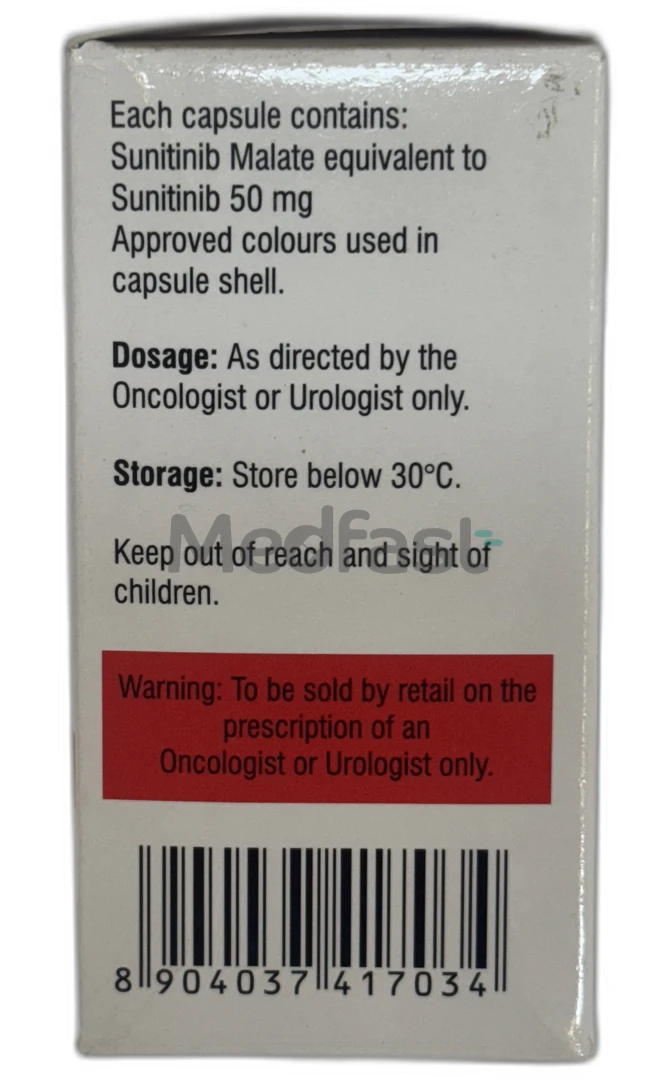 Each capsule contains:
Sunitinib Malate equivalent to
Sunitinib 50 mg
Approved colours used in
capsule shell.
Dosage: As directed by the
Oncologist or Urologist only.
Storage: Store below 30°C.
Medfast
Keep out of reach and sight of
children.
Warning: To be sold by retail on the
prescription of an
Oncologist or Urologist only.
8 904037 417034